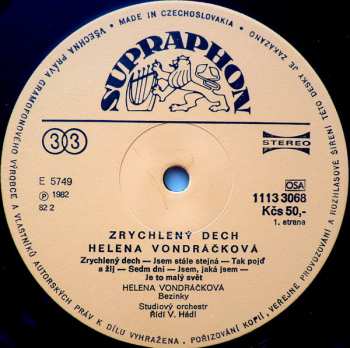 MADE IN CZECHOSLOVAKIA
VŠECHNA PRÁVA GRAMOFONOVÉHO VÝROBCE A VLASTNÍKŮ AUTORSKÝCH PRAV K DÍLU VYHRAŽENA. POŘIZOVÁNÍ KOPIÍ, VEREJNÉ PROVOZOVÁNÍ A ROZHLASOVÉ ŠÍŘENÍ TÉTO DESKY JE ZAKÁZÁNO
SUPRAPHON
33
STEREO
E 5749
Ⓟ 1982
82 2
OSA
1113 3068
Kčs 50,-
1. strana
ZRYCHLENÝ DECH
HELENA VONDRÁČKOVÁ
Zrychlený dech — Jsem stále stejná — Tak pojď
a žij — Sedm dní — Jsem, jaká jsem —
Je to malý svět
HELENA VONDRÁČKOVÁ
Bezinky
Studiový orchestr
Řídí V. Hádl